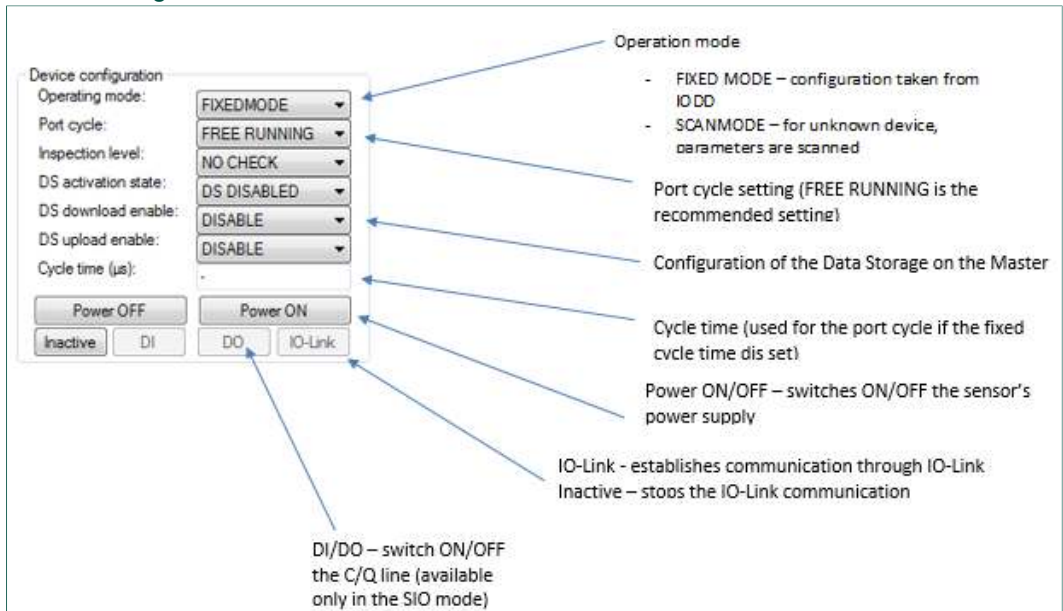 Device configuration
Operating mode: FIXEDMODE
Port cycle: FREE RUNNING
Inspection level: NO CHECK
DS activation state: DS DISABLED
DS download enable: DISABLE
DS upload enable: DISABLE
Cycle time (µs): -
Power OFF Power ON
Inactive DI DO IO-Link
Operation mode
- FIXED MODE – configuration taken from
IODD
- SCANMODE – for unknown device,
parameters are scanned
Port cycle setting (FREE RUNNING is the
recommended setting)
Configuration of the Data Storage on the Master
Cycle time (used for the port cycle if the fixed
cycle time dis set)
Power ON/OFF – switches ON/OFF the sensor's
power supply
IO-Link - establishes communication through IO-Link
Inactive – stops the IO-Link communication
DI/DO – switch ON/OFF
the C/Q line (available
only in the SIO mode)